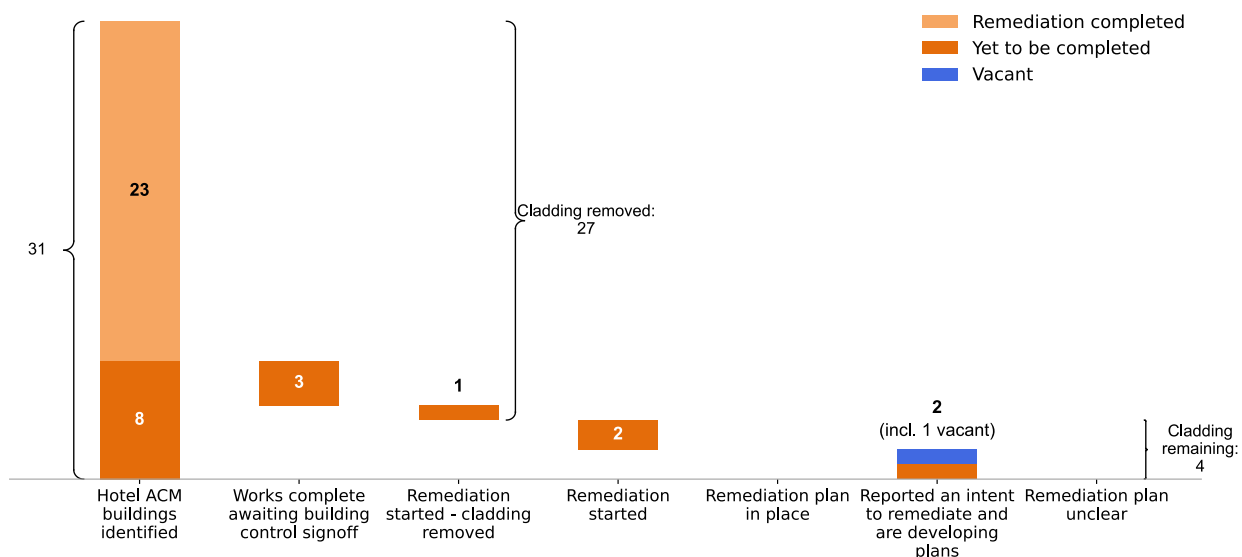 Remediation completed
Yet to be completed
Vacant
23
31
Cladding removed:
27
8
3
1
2
2
(incl. 1 vacant)
Cladding
remaining:
4
Hotel ACM
buildings
identified
Works complete
awaiting building
control signoff
Remediation
started - cladding
removed
Remediation
started
Remediation plan
in place
Reported an intent
to remediate and
are developing
plans
Remediation plan
unclear